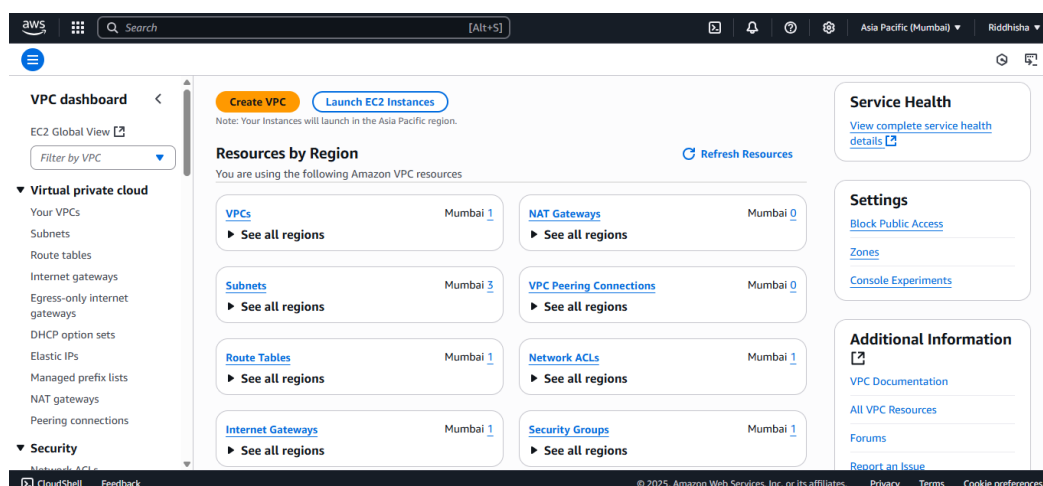 aws
Search [Alt+S]
Asia Pacific (Mumbai) Riddhisha
VPC dashboard
EC2 Global View
Filter by VPC
Virtual private cloud
Your VPCs
Subnets
Route tables
Internet gateways
Egress-only internet
gateways
DHCP option sets
Elastic IPs
Managed prefix lists
NAT gateways
Peering connections
Security
Network ACLs
Create VPC
Launch EC2 Instances
Note: Your Instances will launch in the Asia Pacific region.
Resources by Region
Refresh Resources
You are using the following Amazon VPC resources
VPCs Mumbai 1
See all regions
NAT Gateways Mumbai 0
See all regions
Subnets Mumbai 3
See all regions
VPC Peering Connections Mumbai 0
See all regions
Route Tables Mumbai 1
See all regions
Network ACLs Mumbai 1
See all regions
Internet Gateways Mumbai 1
See all regions
Security Groups Mumbai 1
See all regions
Service Health
View complete service health
details
Settings
Block Public Access
Zones
Console Experiments
Additional Information
VPC Documentation
All VPC Resources
Forums
Report an Issue
CloudShell Feedback
© 2025, Amazon Web Services, Inc. or its affiliates. Privacy Terms Cookie preferences